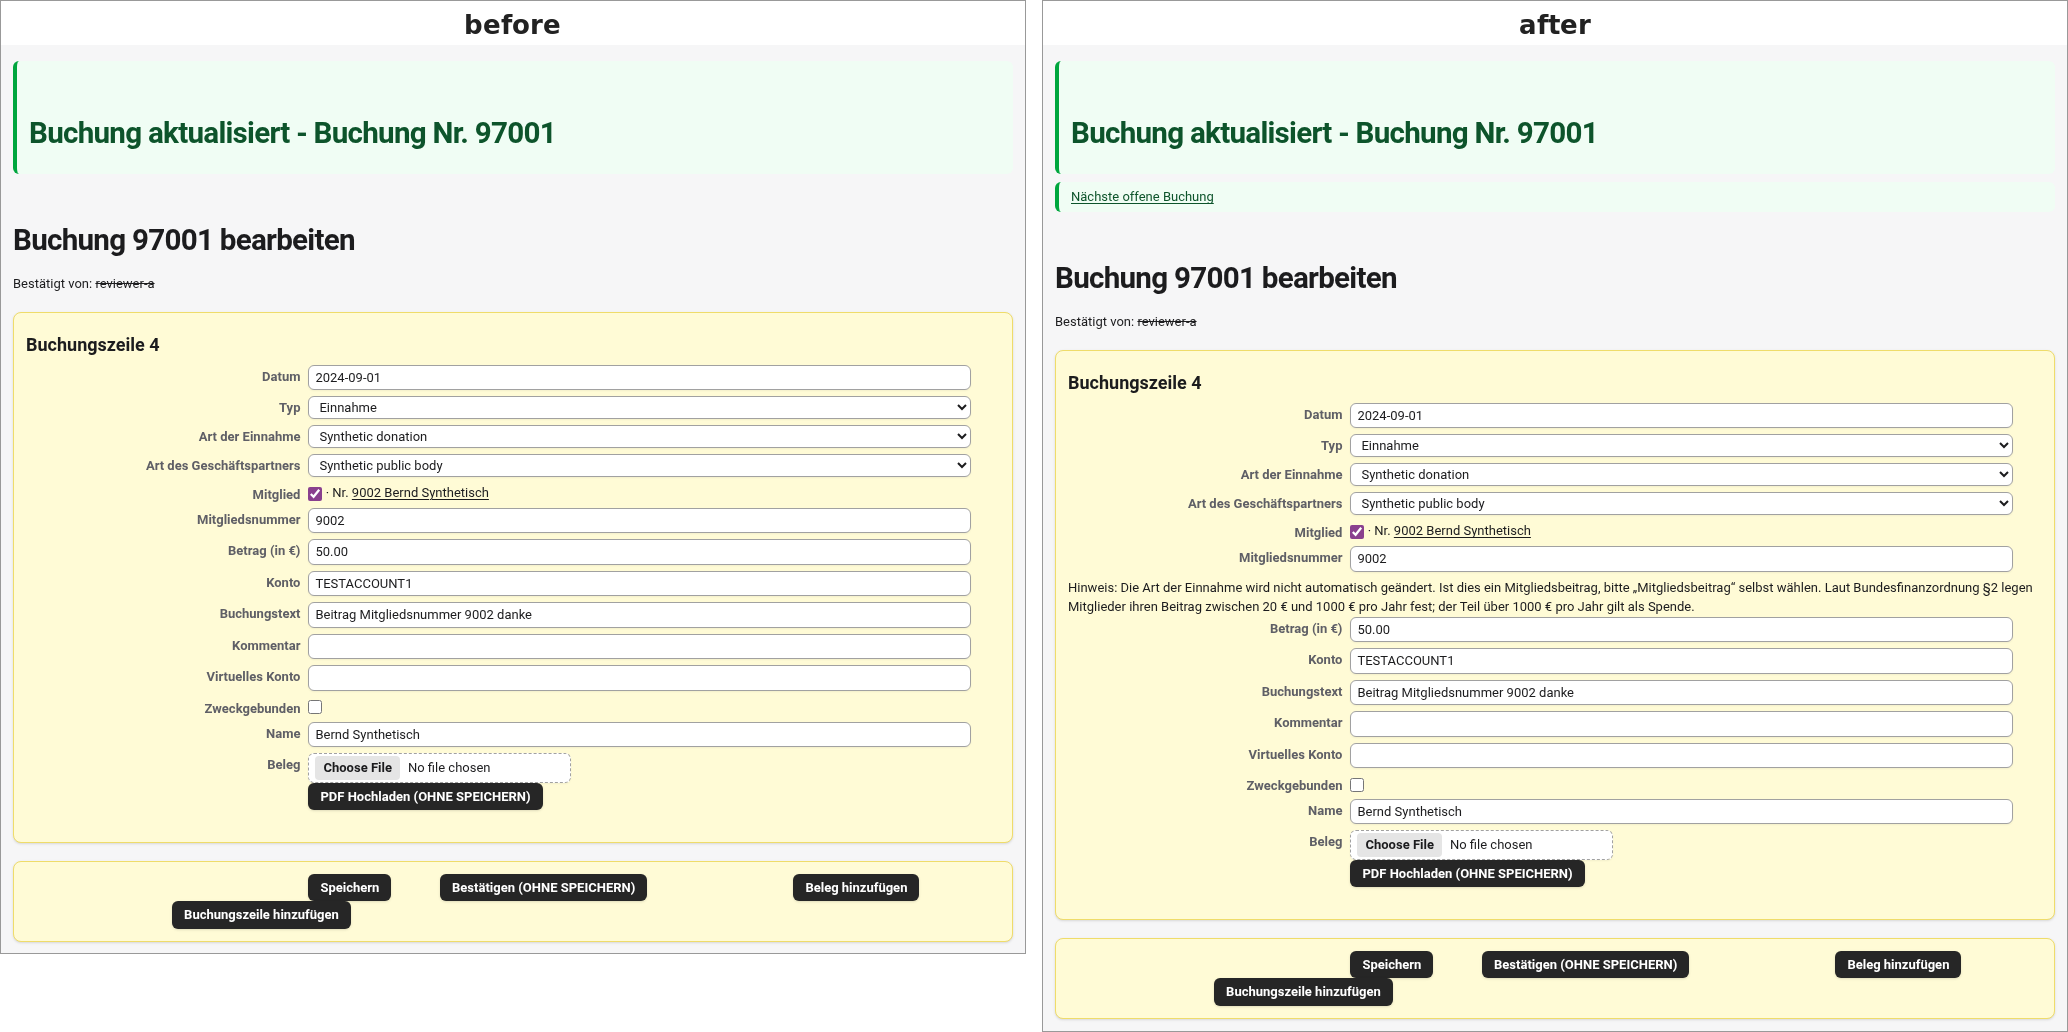 before
Buchung aktualisiert - Buchung Nr. 97001
Buchung 97001 bearbeiten
Bestätigt von: reviewer-a
Buchungszeile 4
Datum 2024-09-01
Typ Einnahme
Art der Einnahme Synthetic donation
Art des Geschäftspartners Synthetic public body
Mitglied · Nr. 9002 Bernd Synthetisch
Mitgliedsnummer 9002
Betrag (in €) 50.00
Konto TESTACCOUNT1
Buchungstext Beitrag Mitgliedsnummer 9002 danke
Kommentar
Virtuelles Konto
Zweckgebunden
Name Bernd Synthetisch
Beleg Choose File No file chosen
PDF Hochladen (OHNE SPEICHERN)
Speichern Bestätigen (OHNE SPEICHERN) Beleg hinzufügen
Buchungszeile hinzufügen
after
Buchung aktualisiert - Buchung Nr. 97001
Nächste offene Buchung
Buchung 97001 bearbeiten
Bestätigt von: reviewer-a
Buchungszeile 4
Datum 2024-09-01
Typ Einnahme
Art der Einnahme Synthetic donation
Art des Geschäftspartners Synthetic public body
Mitglied · Nr. 9002 Bernd Synthetisch
Mitgliedsnummer 9002
Hinweis: Die Art der Einnahme wird nicht automatisch geändert. Ist dies ein Mitgliedsbeitrag, bitte „Mitgliedsbeitrag“ selbst wählen. Laut Bundesfinanzordnung §2 legen
Mitglieder ihren Beitrag zwischen 20 € und 1000 € pro Jahr fest; der Teil über 1000 € pro Jahr gilt als Spende.
Betrag (in €) 50.00
Konto TESTACCOUNT1
Buchungstext Beitrag Mitgliedsnummer 9002 danke
Kommentar
Virtuelles Konto
Zweckgebunden
Name Bernd Synthetisch
Beleg Choose File No file chosen
PDF Hochladen (OHNE SPEICHERN)
Speichern Bestätigen (OHNE SPEICHERN) Beleg hinzufügen
Buchungszeile hinzufügen